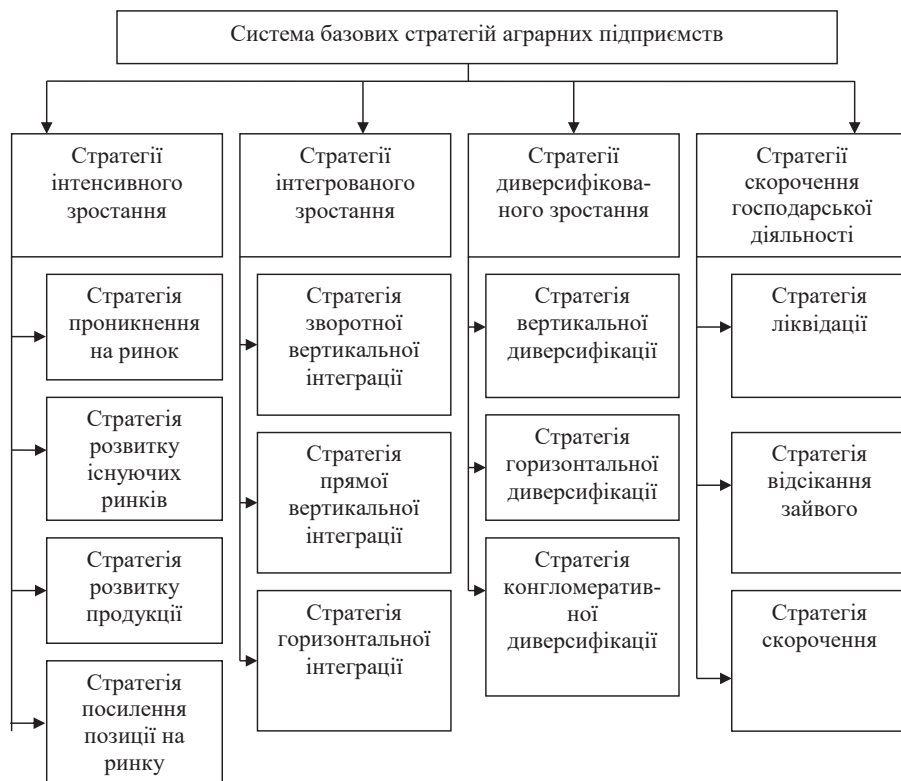 Система базових стратегій аграрних підприємств
Стратегії
інтенсивного
зростання
Стратегія
проникнення
на ринок
Стратегія
розвитку
існуючих
ринків
Стратегія
розвитку
продукції
Стратегія
посилення
позиції на
ринку
Стратегії
інтегрованого
зростання
Стратегія
зворотної
вертикальної
інтеграції
Стратегія
прямої
вертикальної
інтеграції
Стратегія
горизонтальної
інтеграції
Стратегії
диверсифікова-
ного зростання
Стратегія
вертикальної
диверсифікації
Стратегія
горизонтальної
диверсифікації
Стратегія
конгломератив-
ної
диверсифікації
Стратегії
скорочення
господарської
діяльності
Стратегія
ліквідації
Стратегія
відсікання
зайвого
Стратегія
скорочення